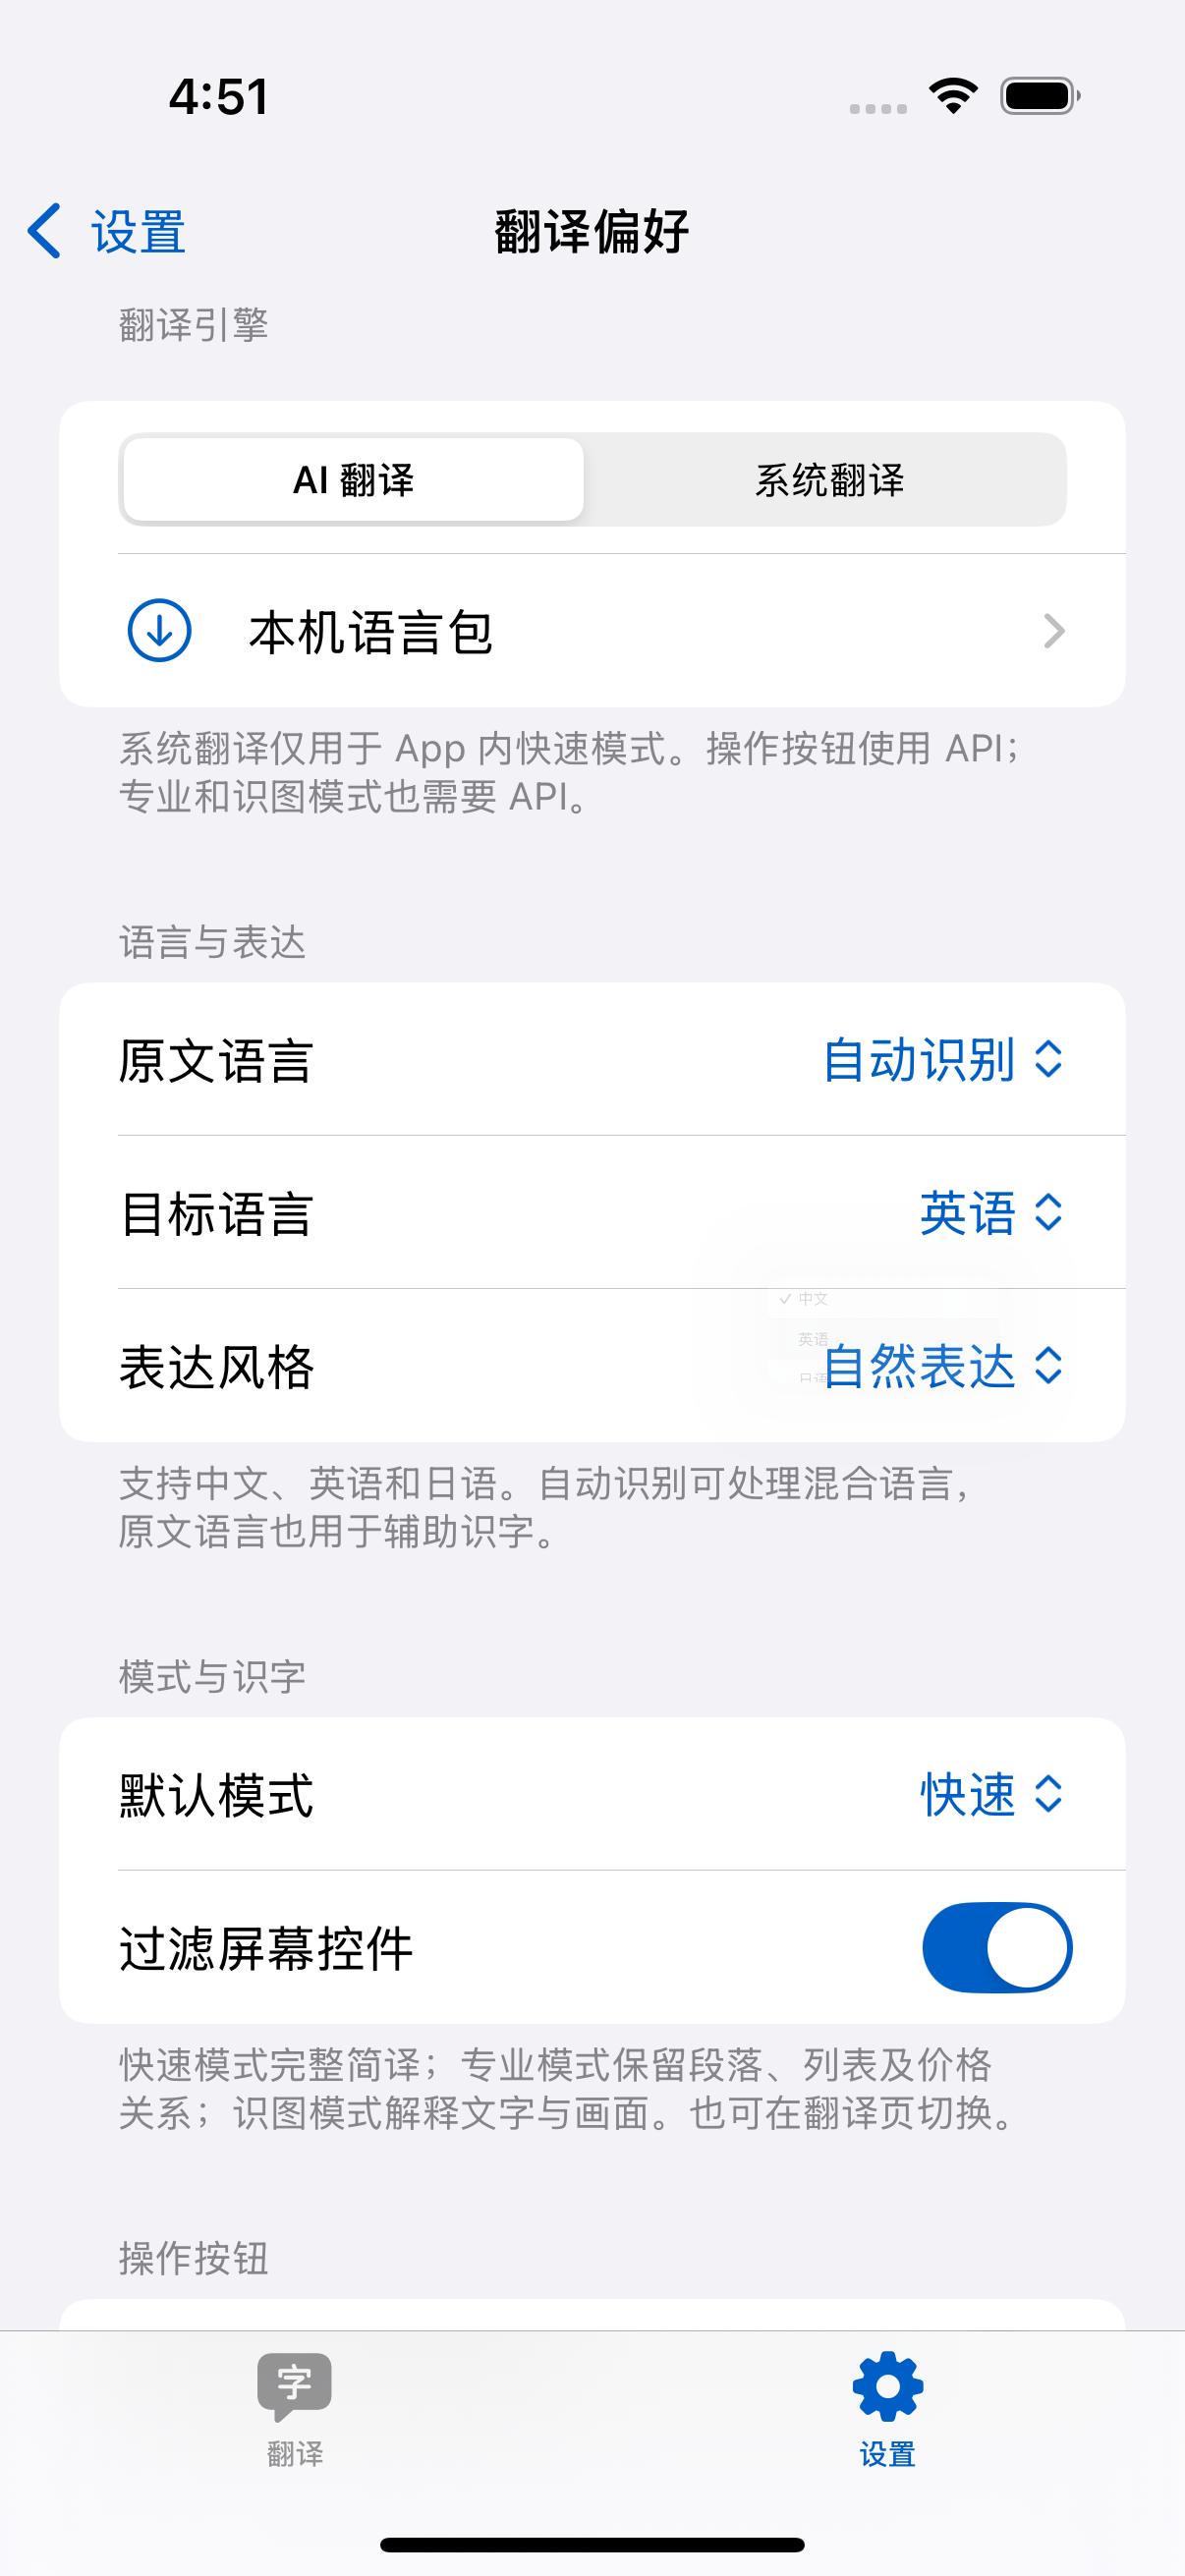 4:51
设置
翻译偏好
翻译引擎
AI 翻译
系统翻译
本机语言包
系统翻译仅用于 App 内快速模式。操作按钮使用 API；
专业和识图模式也需要 API。
语言与表达
原文语言
自动识别
目标语言
英语
中文
英语
表达风格
自然表达
日语
支持中文、英语和日语。自动识别可处理混合语言，
原文语言也用于辅助识字。
模式与识字
默认模式
快速
过滤屏幕控件
快速模式完整简译；专业模式保留段落、列表及价格
关系；识图模式解释文字与画面。也可在翻译页切换。
操作按钮
字
翻译
设置